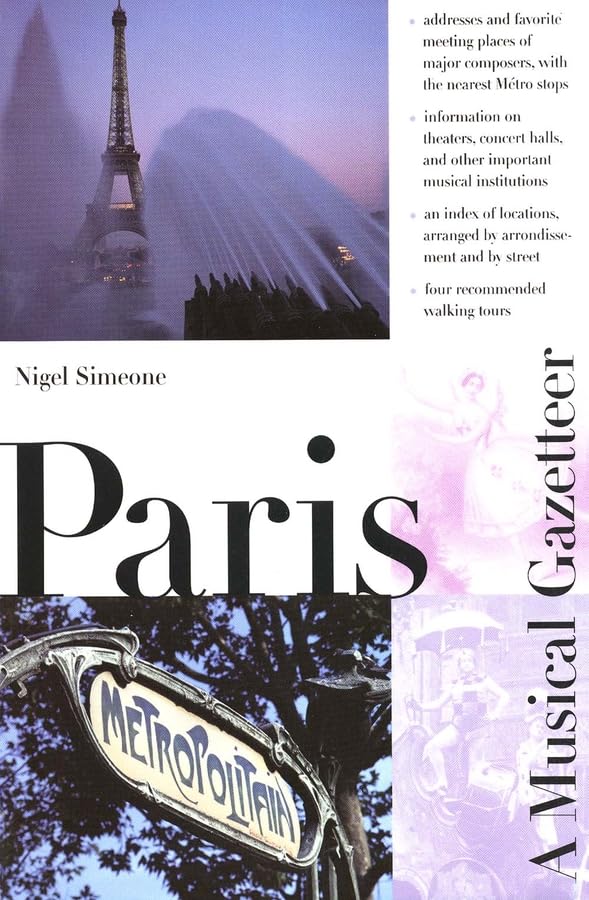 addresses and favorite
meeting places of
major composers, with
the nearest Métro stops
information on
theaters, concert halls,
and other important
musical institutions
an index of locations,
arranged by arrondisse-
ment and by street
four recommended
walking tours
Nigel Simeone
Paris
A Musical Gazetteer
METROPOLITAIN